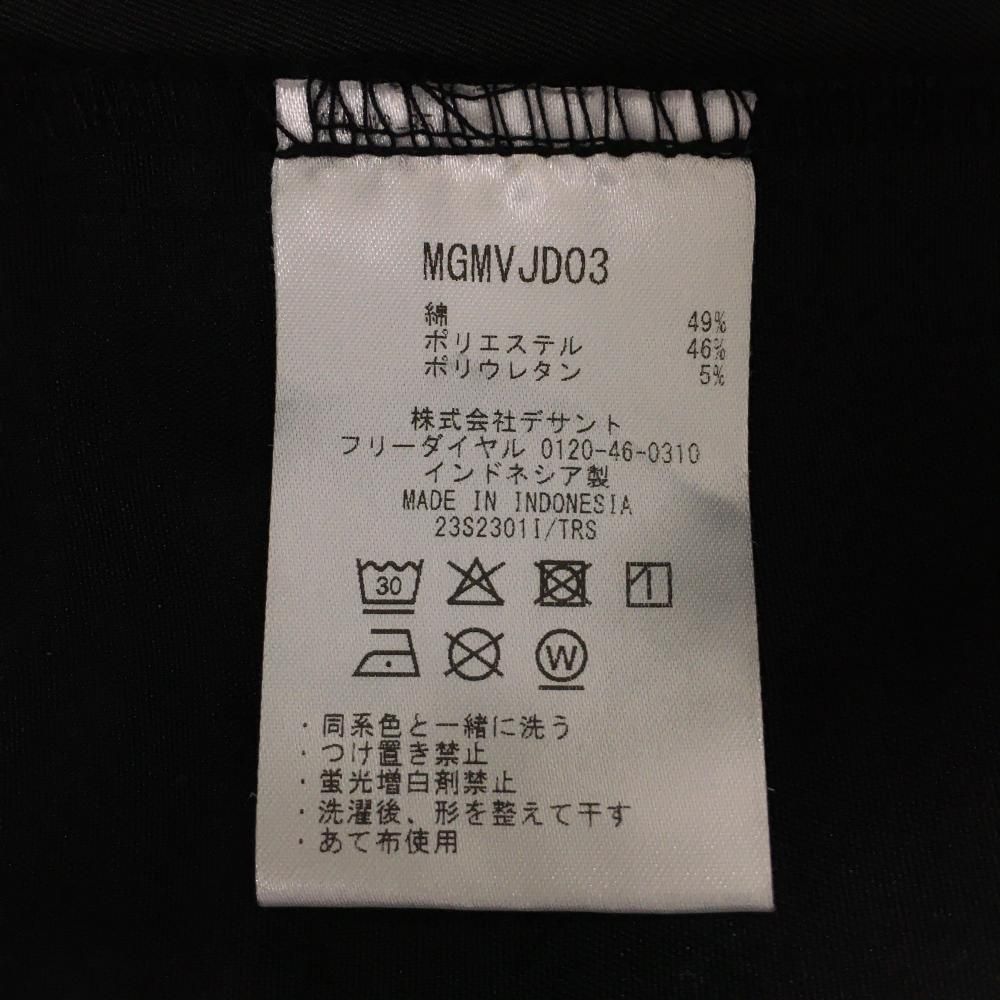 MGMVJD03
綿 49%
ポリエステル 46%
ポリウレタン 5%
株式会社デサント
フリーダイヤル 0120-46-0310
インドネシア製
MADE IN INDONESIA
23S2301I/TRS
30
W
・同系色と一緒に洗う
・つけ置き禁止
・蛍光増白剤禁止
・洗濯後、形を整えて干す
・あて布使用